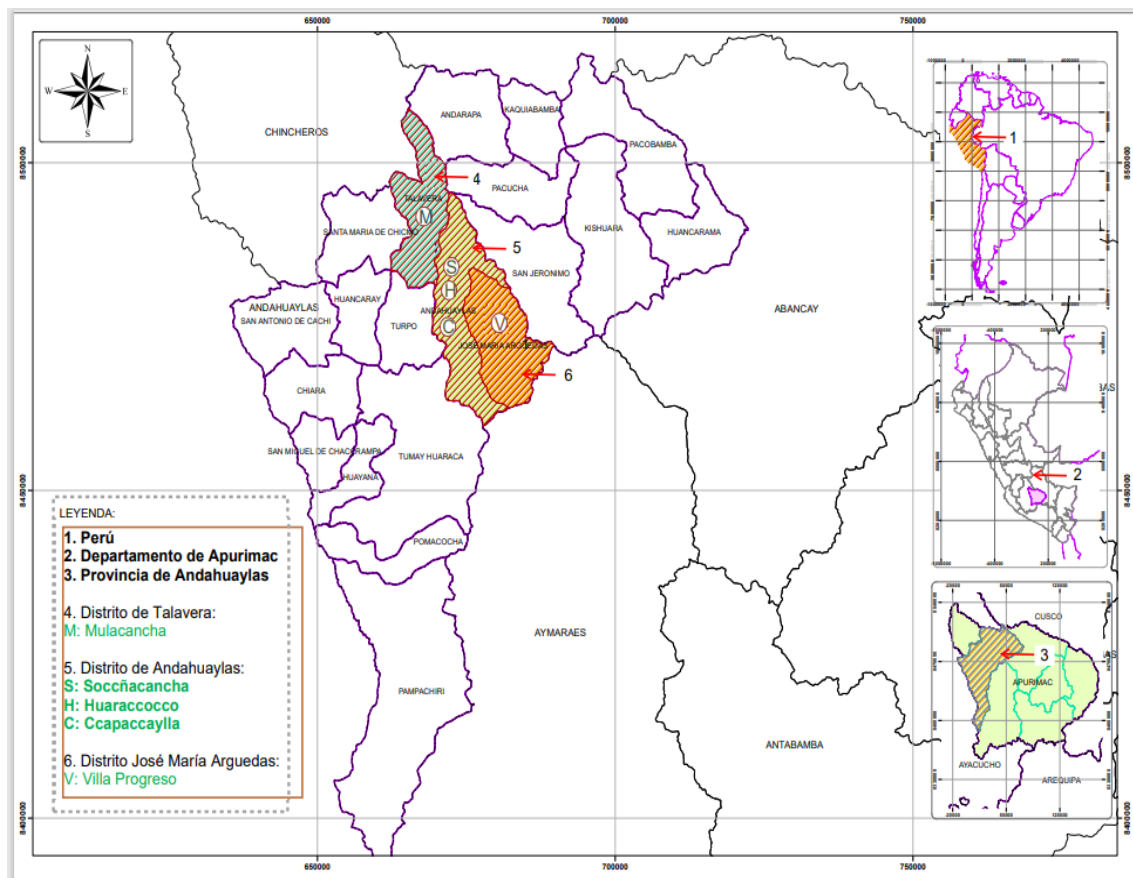 650000 700000 750000
N
W E
S
CHINCHEROS
ANDARAPA
KAQUIABAMBA
PACOBAMBA
8500000
8500000
4
PACUCHA
TALAVERA
M
SANTA MARIA DE CHICMO
KISHUARA
HUANCARAMA
5
S
SAN JERONIMO
H
HUANCARAY
ANDAHUAYLAS
SAN ANTONIO DE CACHI
ANDAHUAYLAS
TURPO
C
V
JOSE MARIA ARGUEDAS
ABANCAY
6
CHIARA
SAN MIGUEL DE CHACCRAMPA
TUMAY HUARACA
HUAYANA
8450000
8450000
POMACOCHA
AYMARAES
PAMPACHIRI
ANTABAMBA
8400000
8400000
650000 700000 750000
LEYENDA:
1. Perú
2. Departamento de Apurimac
3. Provincia de Andahuaylas
4. Distrito de Talavera:
M: Mulacancha
5. Distrito de Andahuaylas:
S: Soccñacancha
H: Huaraccocco
C: Ccapaccaylla
6. Distrito José María Arguedas:
V: Villa Progreso
1
2
CUSCO
3
APURIMAC
AYACUCHO
AREQUIPA